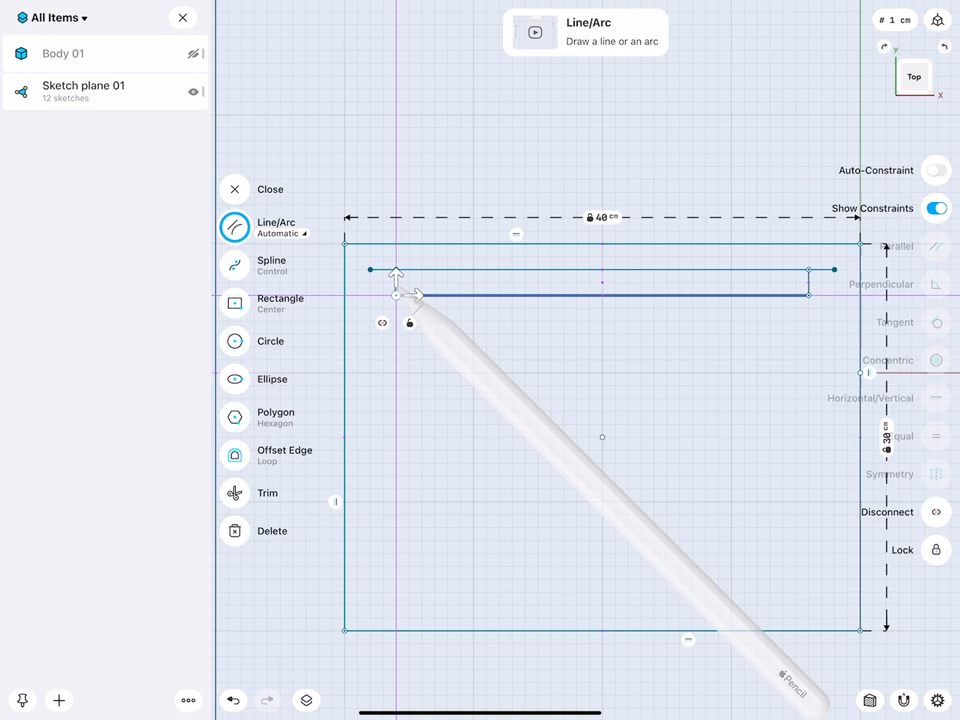 All Items
Line/Arc
Draw a line or an arc
# 1 cm
Body 01
Sketch plane 01
12 sketches
y
Top
x
Auto-Constraint
Show Constraints
Close
Line/Arc
Automatic
40 cm
Parallel
Spline
Control
Perpendicular
Rectangle
Center
Tangent
Circle
Concentric
Ellipse
Horizontal/Vertical
Polygon
Hexagon
30 cm
Equal
Offset Edge
Loop
Symmetry
Trim
Disconnect
Delete
Lock
Pencil